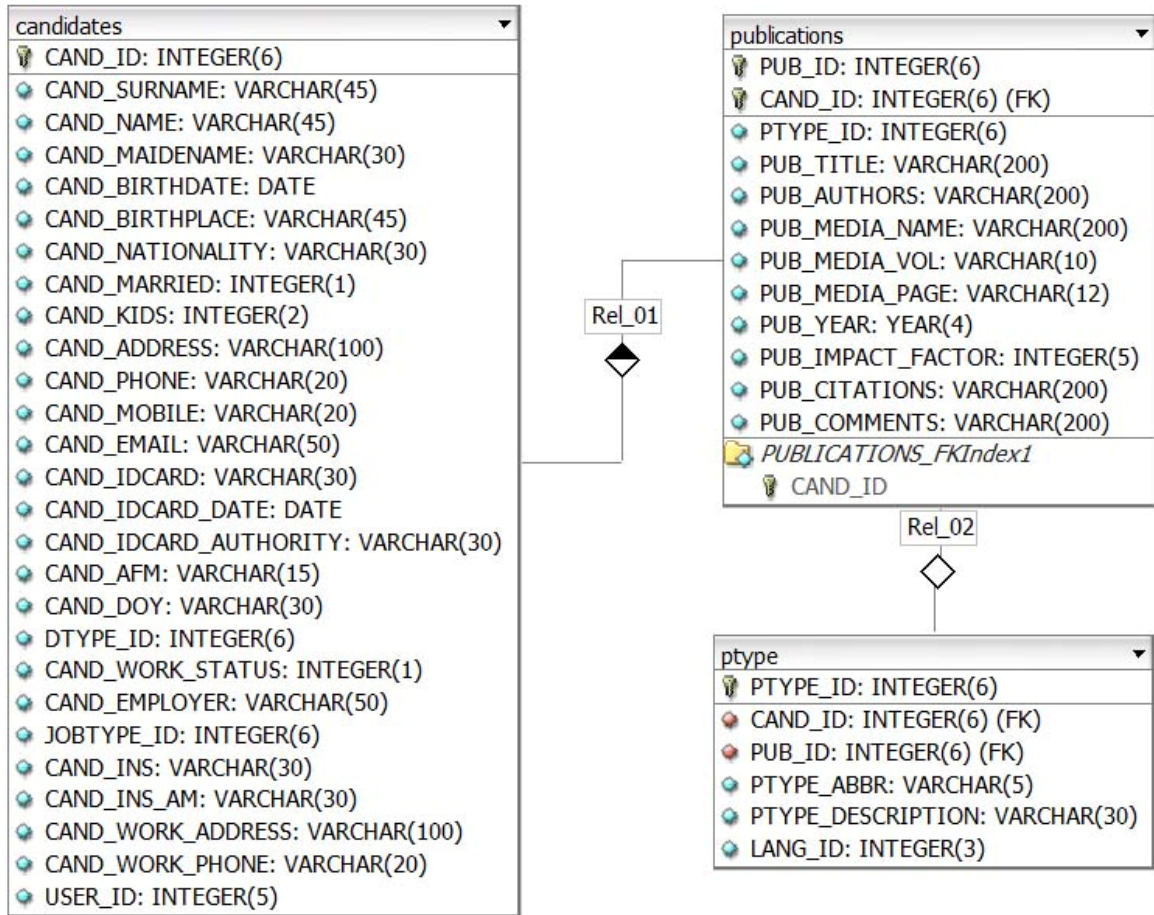 candidates
CAND_ID: INTEGER(6)
CAND_SURNAME: VARCHAR(45)
CAND_NAME: VARCHAR(45)
CAND_MAIDENAME: VARCHAR(30)
CAND_BIRTHDATE: DATE
CAND_BIRTHPLACE: VARCHAR(45)
CAND_NATIONALITY: VARCHAR(30)
CAND_MARRIED: INTEGER(1)
CAND_KIDS: INTEGER(2)
CAND_ADDRESS: VARCHAR(100)
CAND_PHONE: VARCHAR(20)
CAND_MOBILE: VARCHAR(20)
CAND_EMAIL: VARCHAR(50)
CAND_IDCARD: VARCHAR(30)
CAND_IDCARD_DATE: DATE
CAND_IDCARD_AUTHORITY: VARCHAR(30)
CAND_AFM: VARCHAR(15)
CAND_DOY: VARCHAR(30)
DTYPE_ID: INTEGER(6)
CAND_WORK_STATUS: INTEGER(1)
CAND_EMPLOYER: VARCHAR(50)
JOBTYPE_ID: INTEGER(6)
CAND_INS: VARCHAR(30)
CAND_INS_AM: VARCHAR(30)
CAND_WORK_ADDRESS: VARCHAR(100)
CAND_WORK_PHONE: VARCHAR(20)
USER_ID: INTEGER(5)
Rel_01
publications
PUB_ID: INTEGER(6)
CAND_ID: INTEGER(6) (FK)
PTYPE_ID: INTEGER(6)
PUB_TITLE: VARCHAR(200)
PUB_AUTHORS: VARCHAR(200)
PUB_MEDIA_NAME: VARCHAR(200)
PUB_MEDIA_VOL: VARCHAR(10)
PUB_MEDIA_PAGE: VARCHAR(12)
PUB_YEAR: YEAR(4)
PUB_IMPACT_FACTOR: INTEGER(5)
PUB_CITATIONS: VARCHAR(200)
PUB_COMMENTS: VARCHAR(200)
PUBLICATIONS_FKIndex1
CAND_ID
Rel_02
ptype
PTYPE_ID: INTEGER(6)
CAND_ID: INTEGER(6) (FK)
PUB_ID: INTEGER(6) (FK)
PTYPE_ABBR: VARCHAR(5)
PTYPE_DESCRIPTION: VARCHAR(30)
LANG_ID: INTEGER(3)